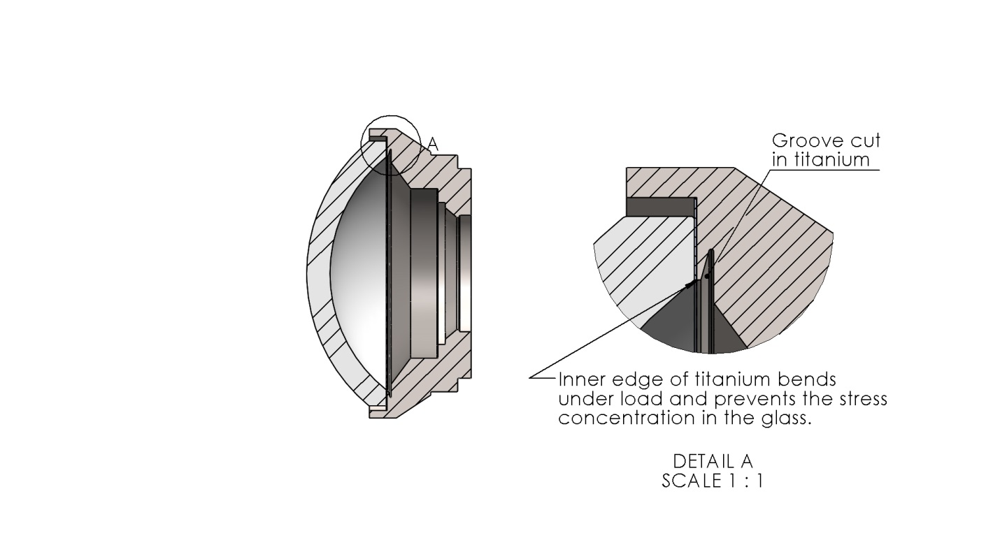 A
Groove cut
in titanium
Inner edge of titanium bends
under load and prevents the stress
concentration in the glass.
DETAIL A
SCALE 1 : 1